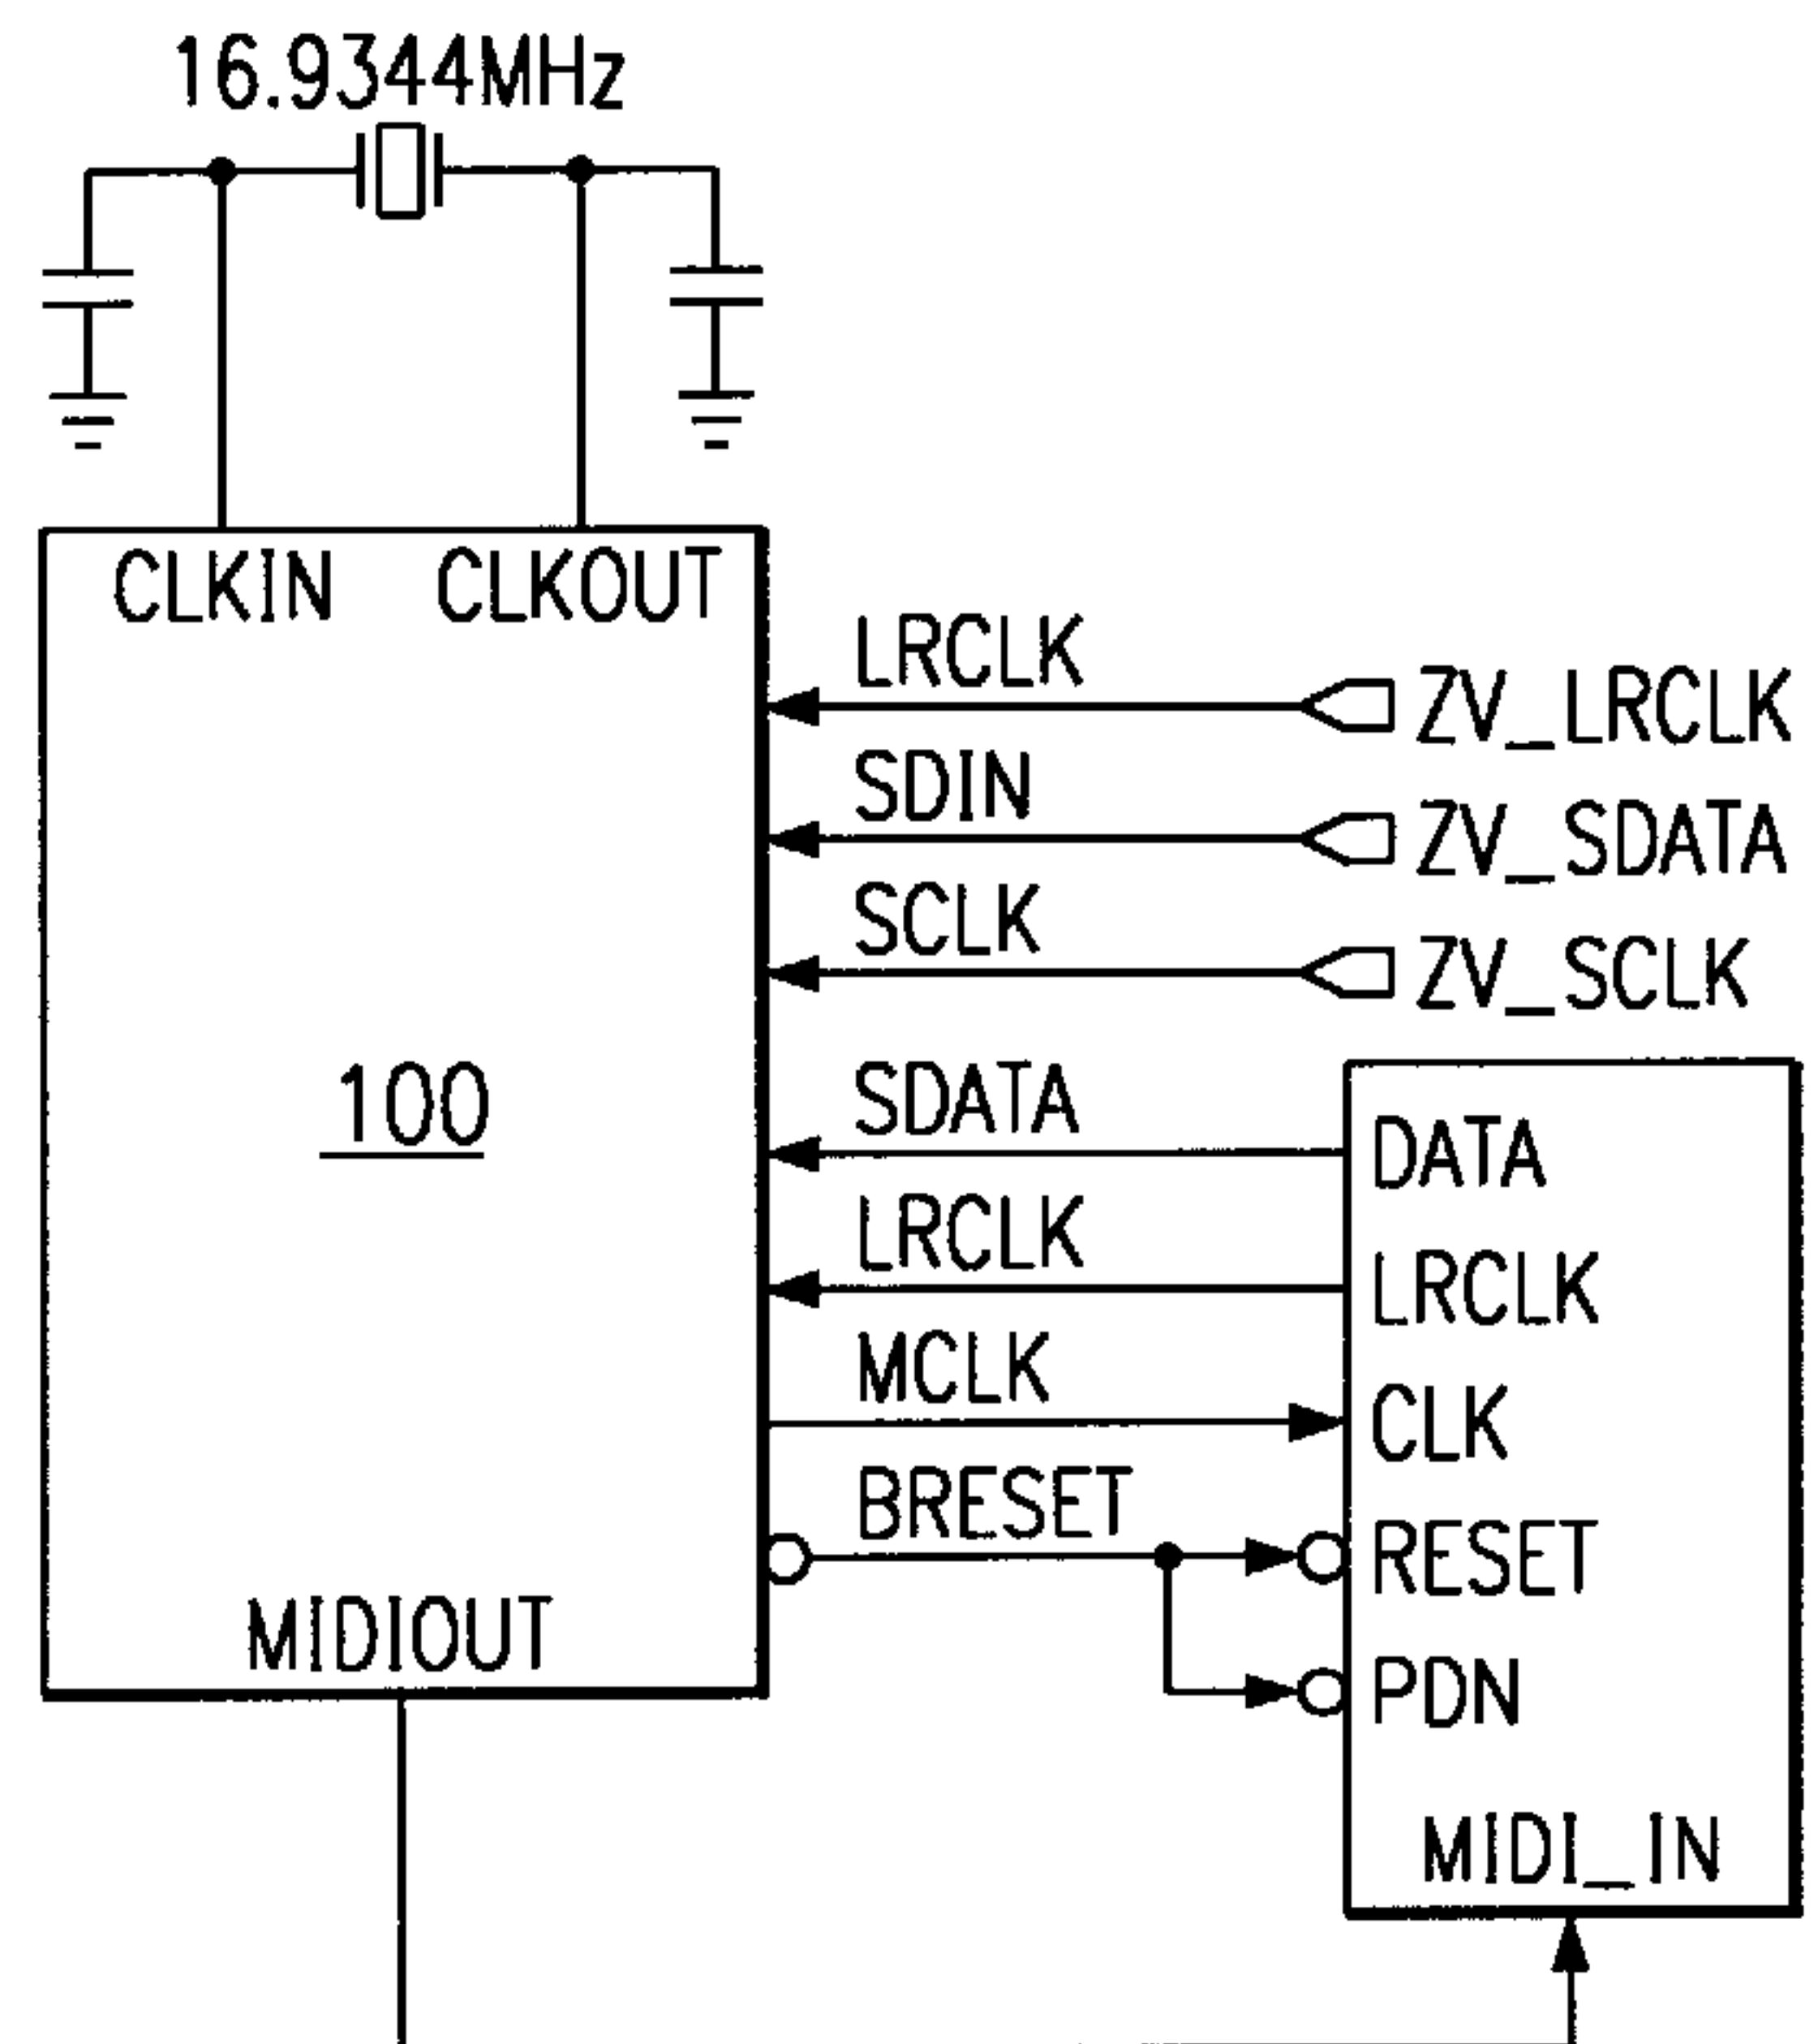 16.9344MHz
CLKIN CLKOUT
LRCLK
ZV_LRCLK
SDIN
ZV_SDATA
SCLK
ZV_SCLK
100
SDATA
DATA
LRCLK
LRCLK
MCLK
CLK
BRESET
RESET
MIDIOUT
PDN
MIDI_IN